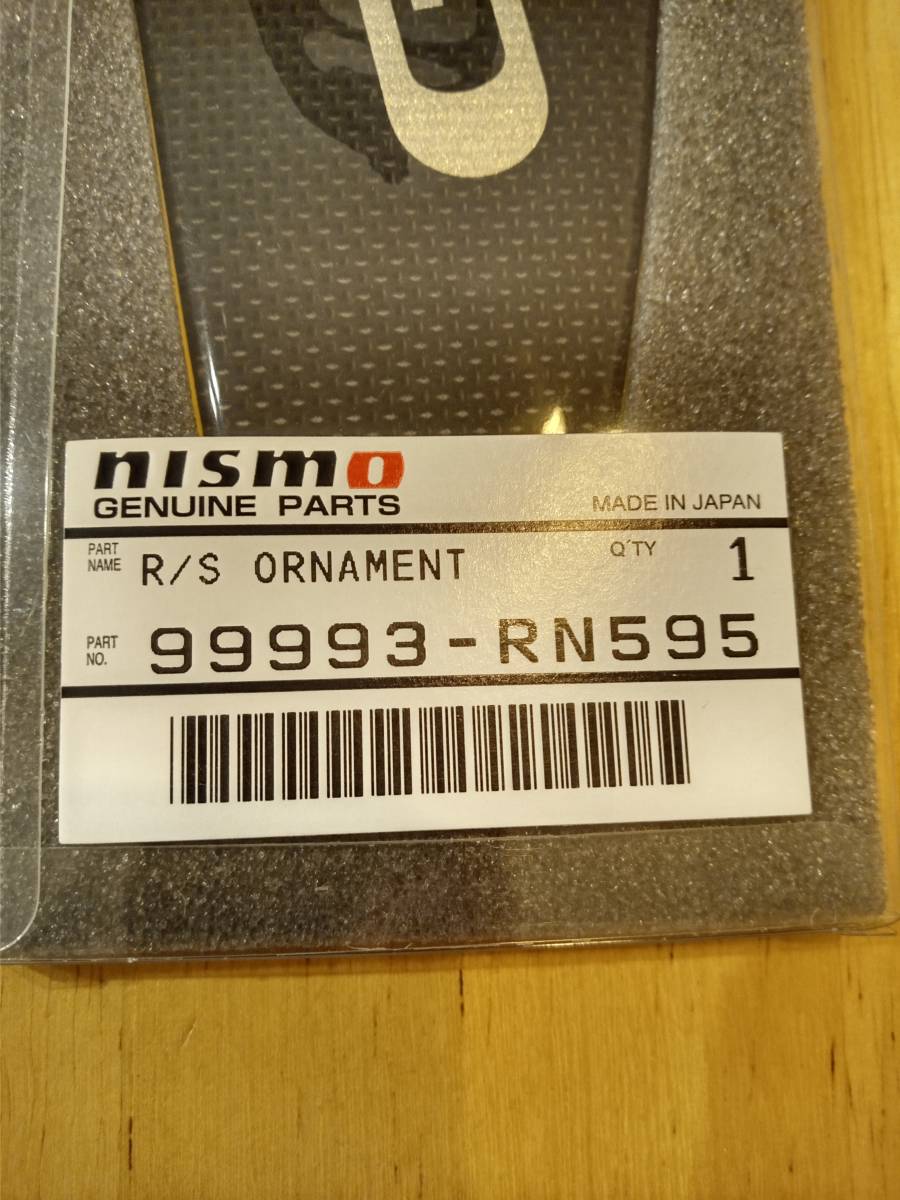 nismo
GENUINE PARTS
MADE IN JAPAN
PART NAME R/S ORNAMENT
Q'TY 1
PART NO. 99993-RN595